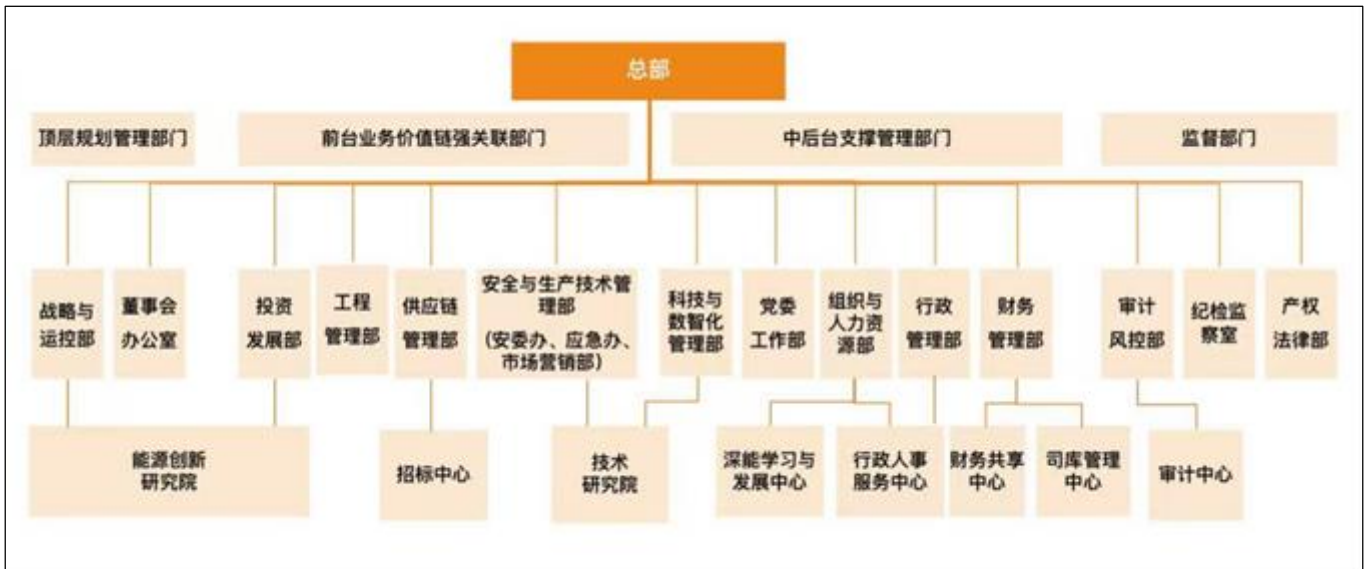 总部
顶层规划管理部门
前台业务价值链强关联部门
中后台支撑管理部门
监督部门
战略与
运控部
董事会
办公室
投资
发展部
工程
管理部
供应链
管理部
安全与生产技术管
理部
（安委办、应急办、
市场营销部）
科技与
数智化
管理部
党委
工作部
组织与
人力资
源部
行政
管理部
财务
管理部
审计
风控部
纪检监
察室
产权
法律部
能源创新
研究院
招标中心
技术
研究院
深能学习与
发展中心
行政人事
服务中心
财务共享
中心
司库管理
中心
审计中心